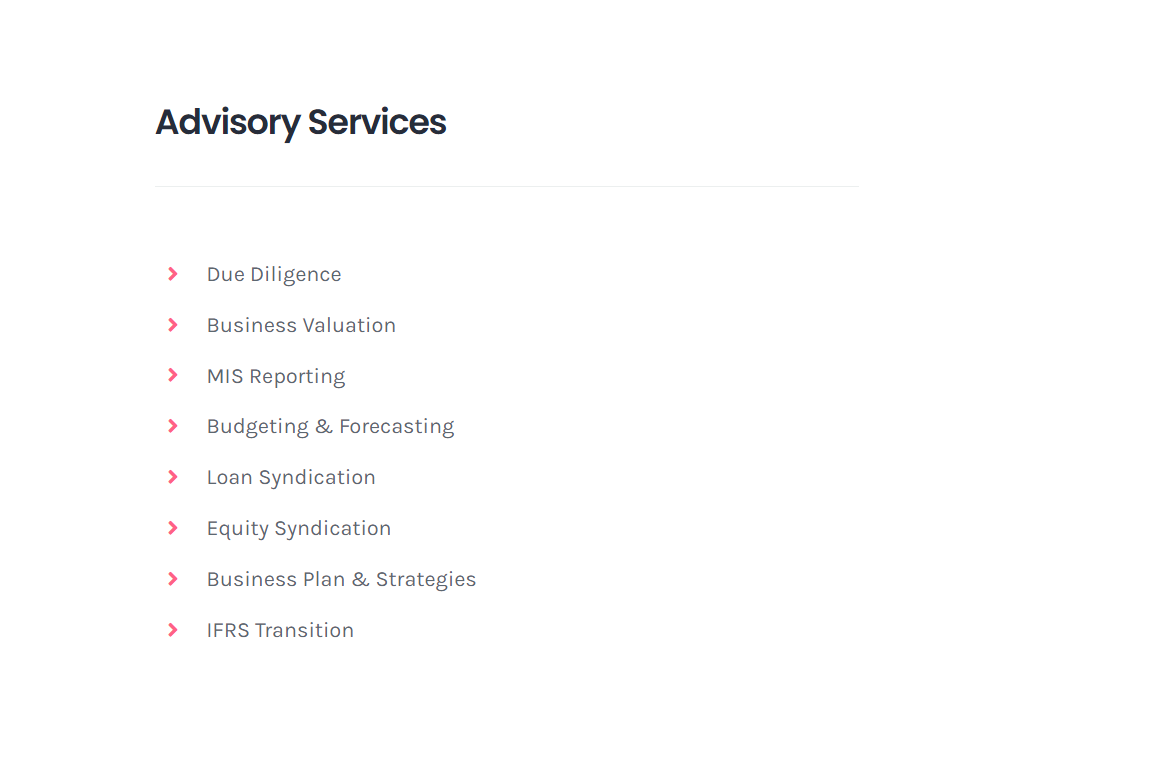 Advisory Services
Due Diligence
Business Valuation
MIS Reporting
Budgeting & Forecasting
Loan Syndication
Equity Syndication
Business Plan & Strategies
IFRS Transition